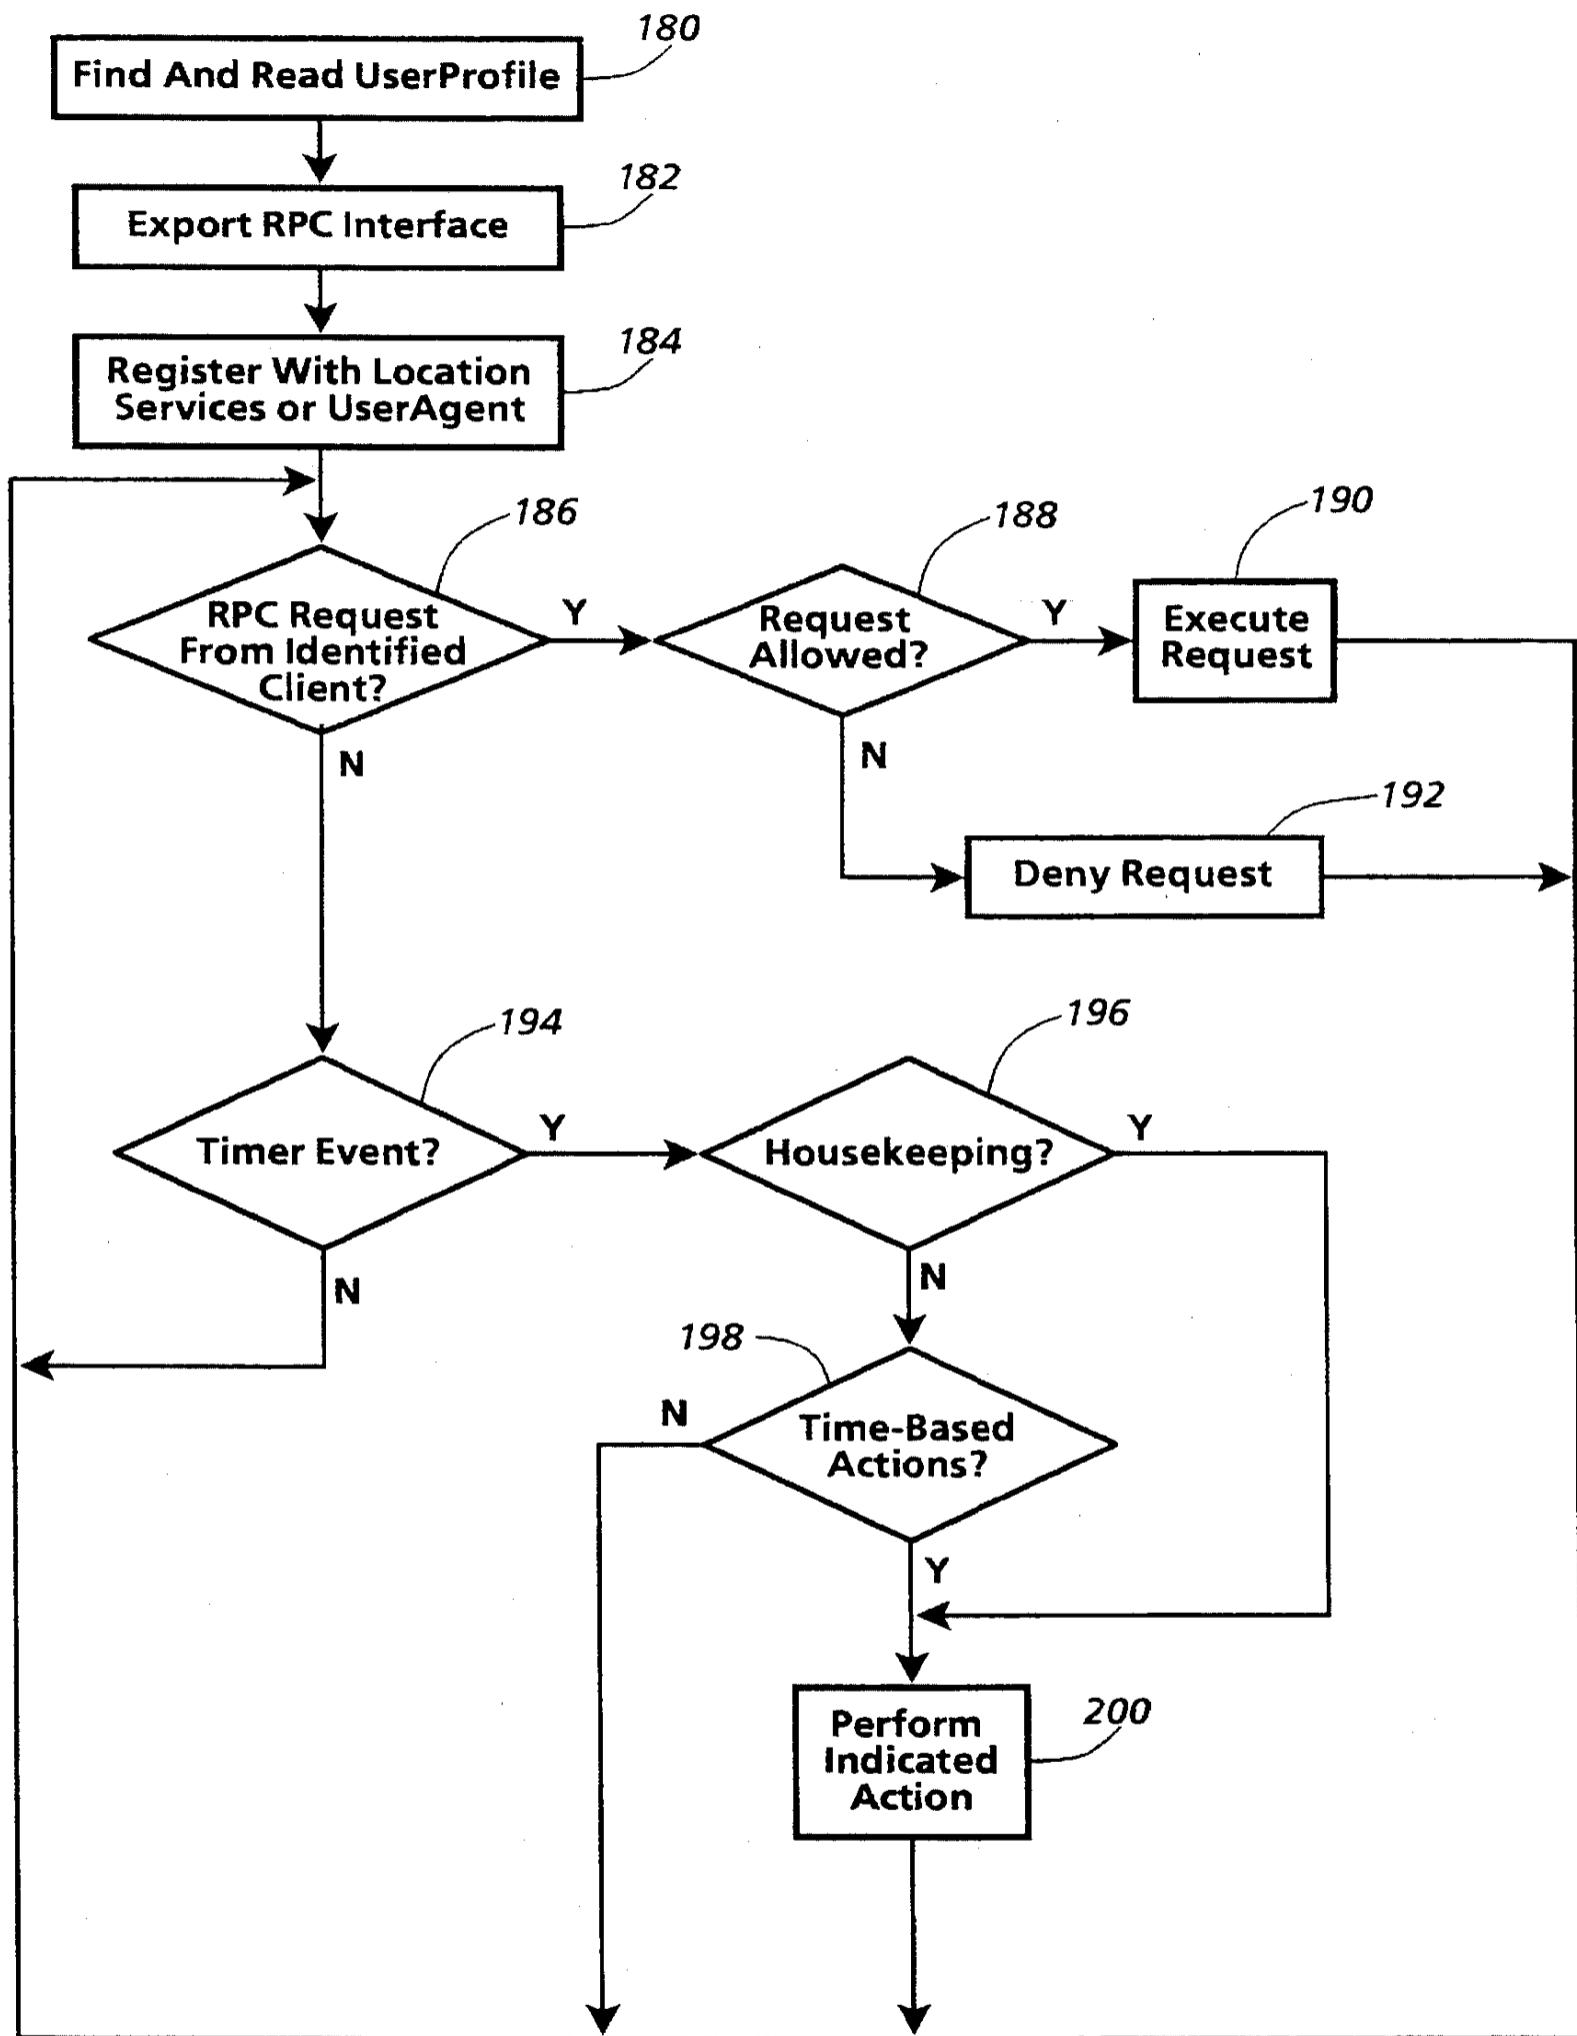 180
Find And Read UserProfile
182
Export RPC Interface
184
Register With Location
Services or UserAgent
186
RPC Request
From Identified
Client?
Y
N
188
Request
Allowed?
Y
N
190
Execute
Request
192
Deny Request
194
Timer Event?
Y
N
196
Housekeeping?
Y
N
198
Time-Based
Actions?
N
Y
200
Perform
Indicated
Action